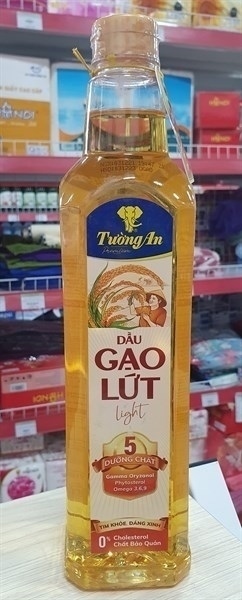 Tường An
Premium
DẦU
GẠO
LỨT
light
5
DƯỠNG CHẤT
Gamma Oryzanol
Phytosterol
Omega 3,6,9
TIM KHỎE, DÁNG XINH
0% Cholesterol
Chất Bảo Quản